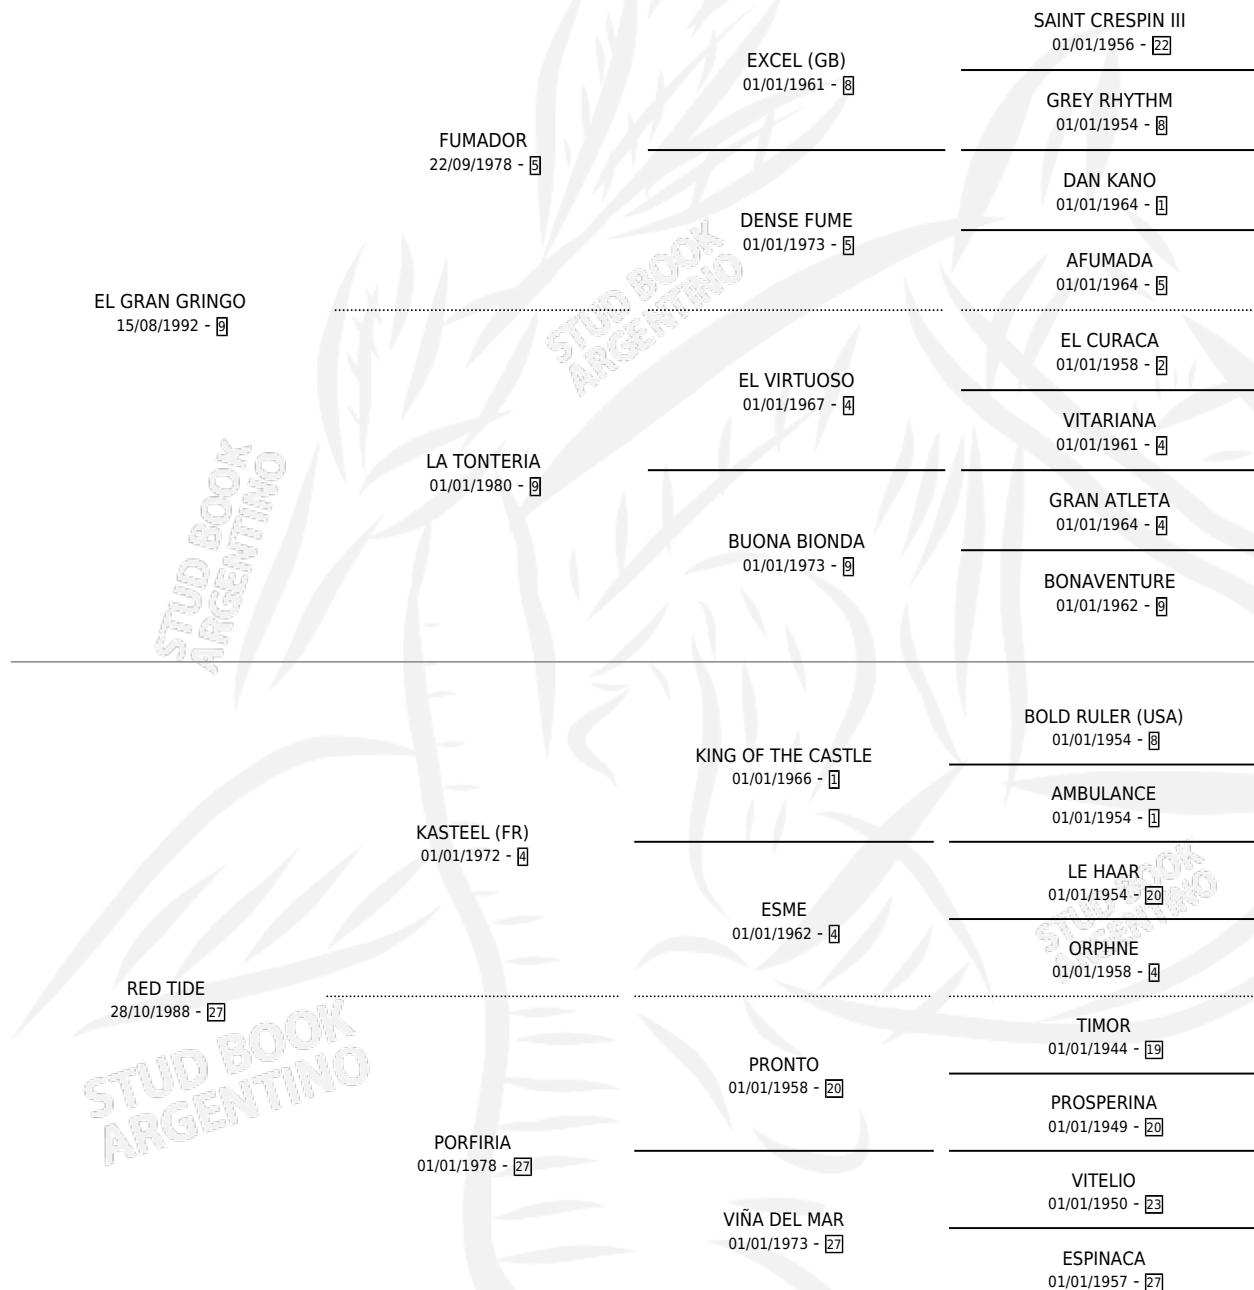 SAINT CRESPIN III
01/01/1956 - 22
EXCEL (GB)
01/01/1961 - 8
GREY RHYTHM
01/01/1954 - 8
FUMADOR
22/09/1978 - 5
DAN KANO
01/01/1964 - 1
DENSE FUME
01/01/1973 - 5
AFUMADA
01/01/1964 - 5
EL GRAN GRINGO
15/08/1992 - 9
EL CURACA
01/01/1958 - 2
EL VIRTUOSO
01/01/1967 - 4
VITARIANA
01/01/1961 - 4
LA TONTERIA
01/01/1980 - 9
GRAN ATLETA
01/01/1964 - 4
BUONA BIONDA
01/01/1973 - 9
BONAVENTURE
01/01/1962 - 9
STUD BOOK
ARGENTINO
STUD BOOK
ARGENTINO
BOLD RULER (USA)
01/01/1954 - 8
KING OF THE CASTLE
01/01/1966 - 1
AMBULANCE
01/01/1954 - 1
KASTEEL (FR)
01/01/1972 - 4
LE HAAR
01/01/1954 - 20
ESME
01/01/1962 - 4
ORPHNE
01/01/1958 - 4
RED TIDE
28/10/1988 - 27
TIMOR
01/01/1944 - 19
PRONTO
01/01/1958 - 20
PROSPERINA
01/01/1949 - 20
PORFIRIA
01/01/1978 - 27
VITELIO
01/01/1950 - 23
VIÑA DEL MAR
01/01/1973 - 27
ESPINACA
01/01/1957 - 27
STUD BOOK
ARGENTINO
STUD BOOK
ARGENTINO